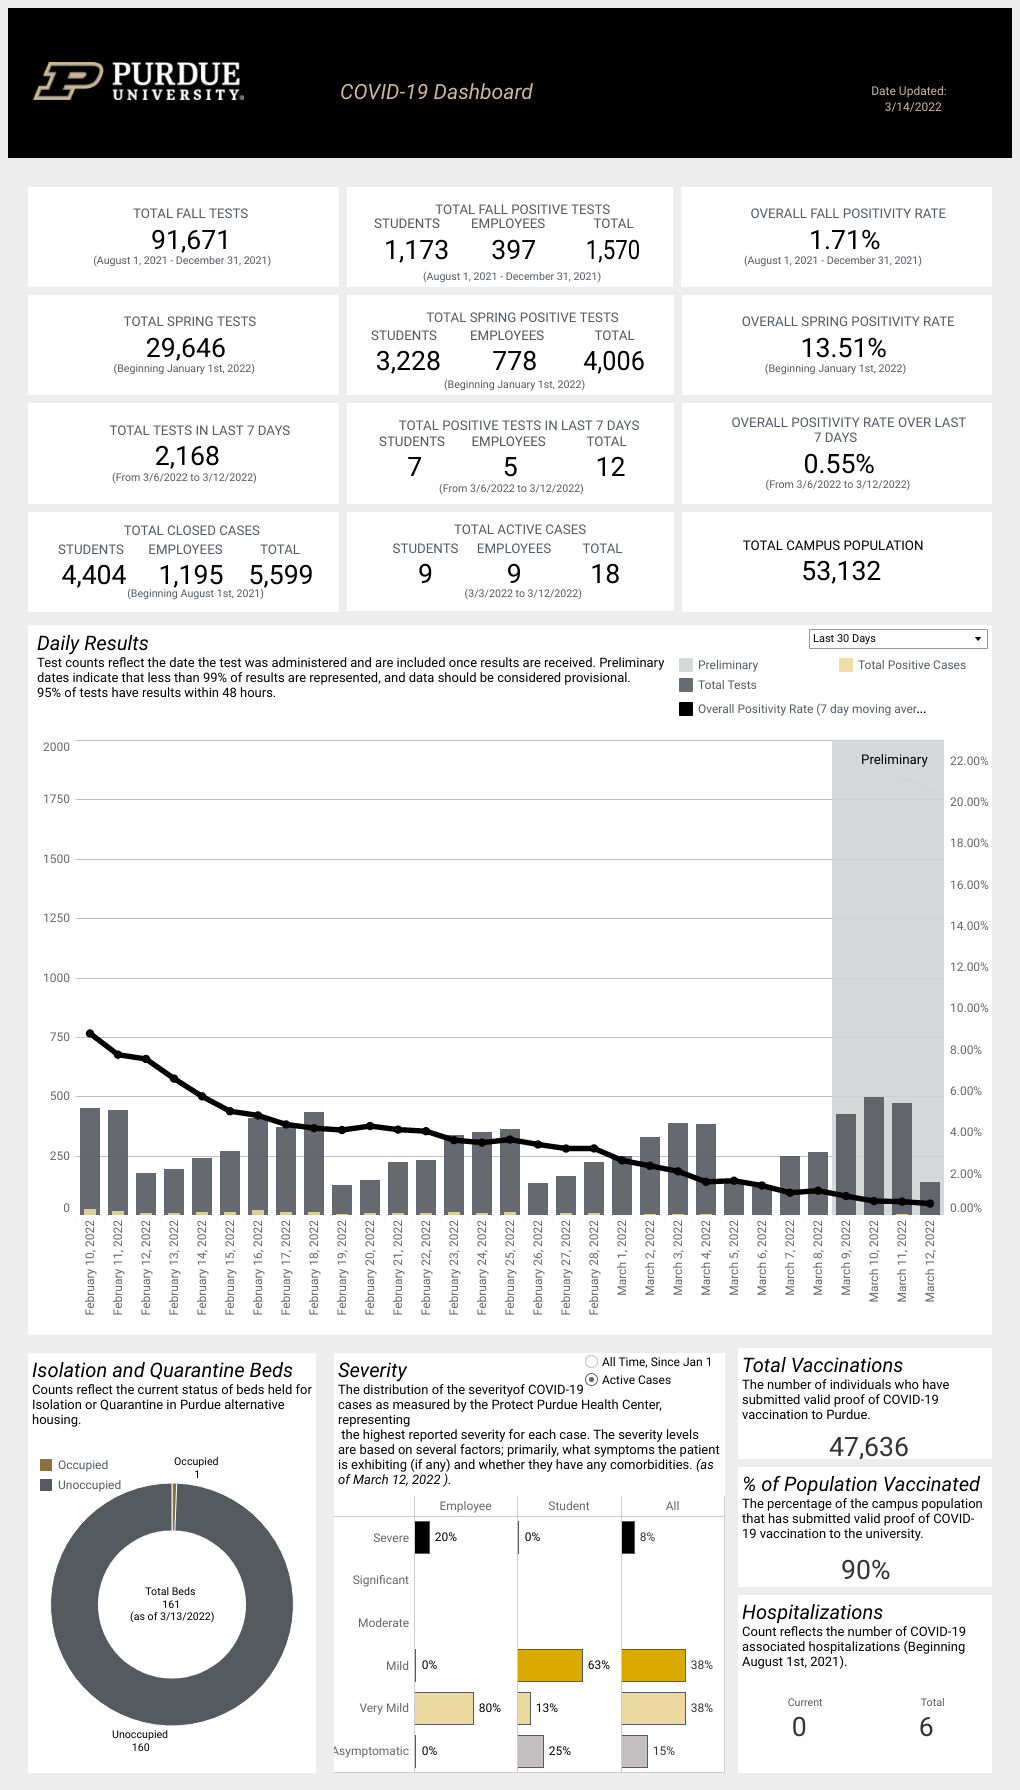 PURDUE
UNIVERSITY®
COVID-19 Dashboard
Date Updated:
3/14/2022
TOTAL FALL TESTS
91,671
(August 1, 2021 - December 31, 2021)
TOTAL FALL POSITIVE TESTS
STUDENTS EMPLOYEES TOTAL
1,173 397 1,570
(August 1, 2021 - December 31, 2021)
OVERALL FALL POSITIVITY RATE
1.71%
(August 1, 2021 - December 31, 2021)
TOTAL SPRING TESTS
29,646
(Beginning January 1st, 2022)
TOTAL SPRING POSITIVE TESTS
STUDENTS EMPLOYEES TOTAL
3,228 778 4,006
(Beginning January 1st, 2022)
OVERALL SPRING POSITIVITY RATE
13.51%
(Beginning January 1st, 2022)
TOTAL TESTS IN LAST 7 DAYS
2,168
(From 3/6/2022 to 3/12/2022)
TOTAL POSITIVE TESTS IN LAST 7 DAYS
STUDENTS EMPLOYEES TOTAL
7 5 12
(From 3/6/2022 to 3/12/2022)
OVERALL POSITIVITY RATE OVER LAST
7 DAYS
0.55%
(From 3/6/2022 to 3/12/2022)
TOTAL CLOSED CASES
STUDENTS EMPLOYEES TOTAL
4,404 1,195 5,599
(Beginning August 1st, 2021)
TOTAL ACTIVE CASES
STUDENTS EMPLOYEES TOTAL
9 9 18
(3/3/2022 to 3/12/2022)
TOTAL CAMPUS POPULATION
53,132
Daily Results
Test counts reflect the date the test was administered and are included once results are received. Preliminary
dates indicate that less than 99% of results are represented, and data should be considered provisional.
95% of tests have results within 48 hours.
Last 30 Days
Preliminary
Total Positive Cases
Total Tests
Overall Positivity Rate (7 day moving aver...
2000
1750
1500
1250
1000
750
500
250
0
Preliminary
22.00%
20.00%
18.00%
16.00%
14.00%
12.00%
10.00%
8.00%
6.00%
4.00%
2.00%
0.00%
February 10, 2022
February 11, 2022
February 12, 2022
February 13, 2022
February 14, 2022
February 15, 2022
February 16, 2022
February 17, 2022
February 18, 2022
February 19, 2022
February 20, 2022
February 21, 2022
February 22, 2022
February 23, 2022
February 24, 2022
February 25, 2022
February 26, 2022
February 27, 2022
February 28, 2022
March 1, 2022
March 2, 2022
March 3, 2022
March 4, 2022
March 5, 2022
March 6, 2022
March 7, 2022
March 8, 2022
March 9, 2022
March 10, 2022
March 11, 2022
March 12, 2022
Isolation and Quarantine Beds
Counts reflect the current status of beds held for
Isolation or Quarantine in Purdue alternative
housing.
Occupied
Unoccupied
Occupied
1
Total Beds
161
(as of 3/13/2022)
Unoccupied
160
Severity
All Time, Since Jan 1
Active Cases
The distribution of the severityof COVID-19
cases as measured by the Protect Purdue Health Center,
representing
the highest reported severity for each case. The severity levels
are based on several factors; primarily, what symptoms the patient
is exhibiting (if any) and whether they have any comorbidities. (as
of March 12, 2022 ).
Employee Student All
Severe 20% 0% 8%
Significant
Moderate
Mild 0% 63% 38%
Very Mild 80% 13% 38%
Asymptomatic 0% 25% 15%
Total Vaccinations
The number of individuals who have
submitted valid proof of COVID-19
vaccination to Purdue.
47,636
% of Population Vaccinated
The percentage of the campus population
that has submitted valid proof of COVID-
19 vaccination to the university.
90%
Hospitalizations
Count reflects the number of COVID-19
associated hospitalizations (Beginning
August 1st, 2021).
Current Total
0 6